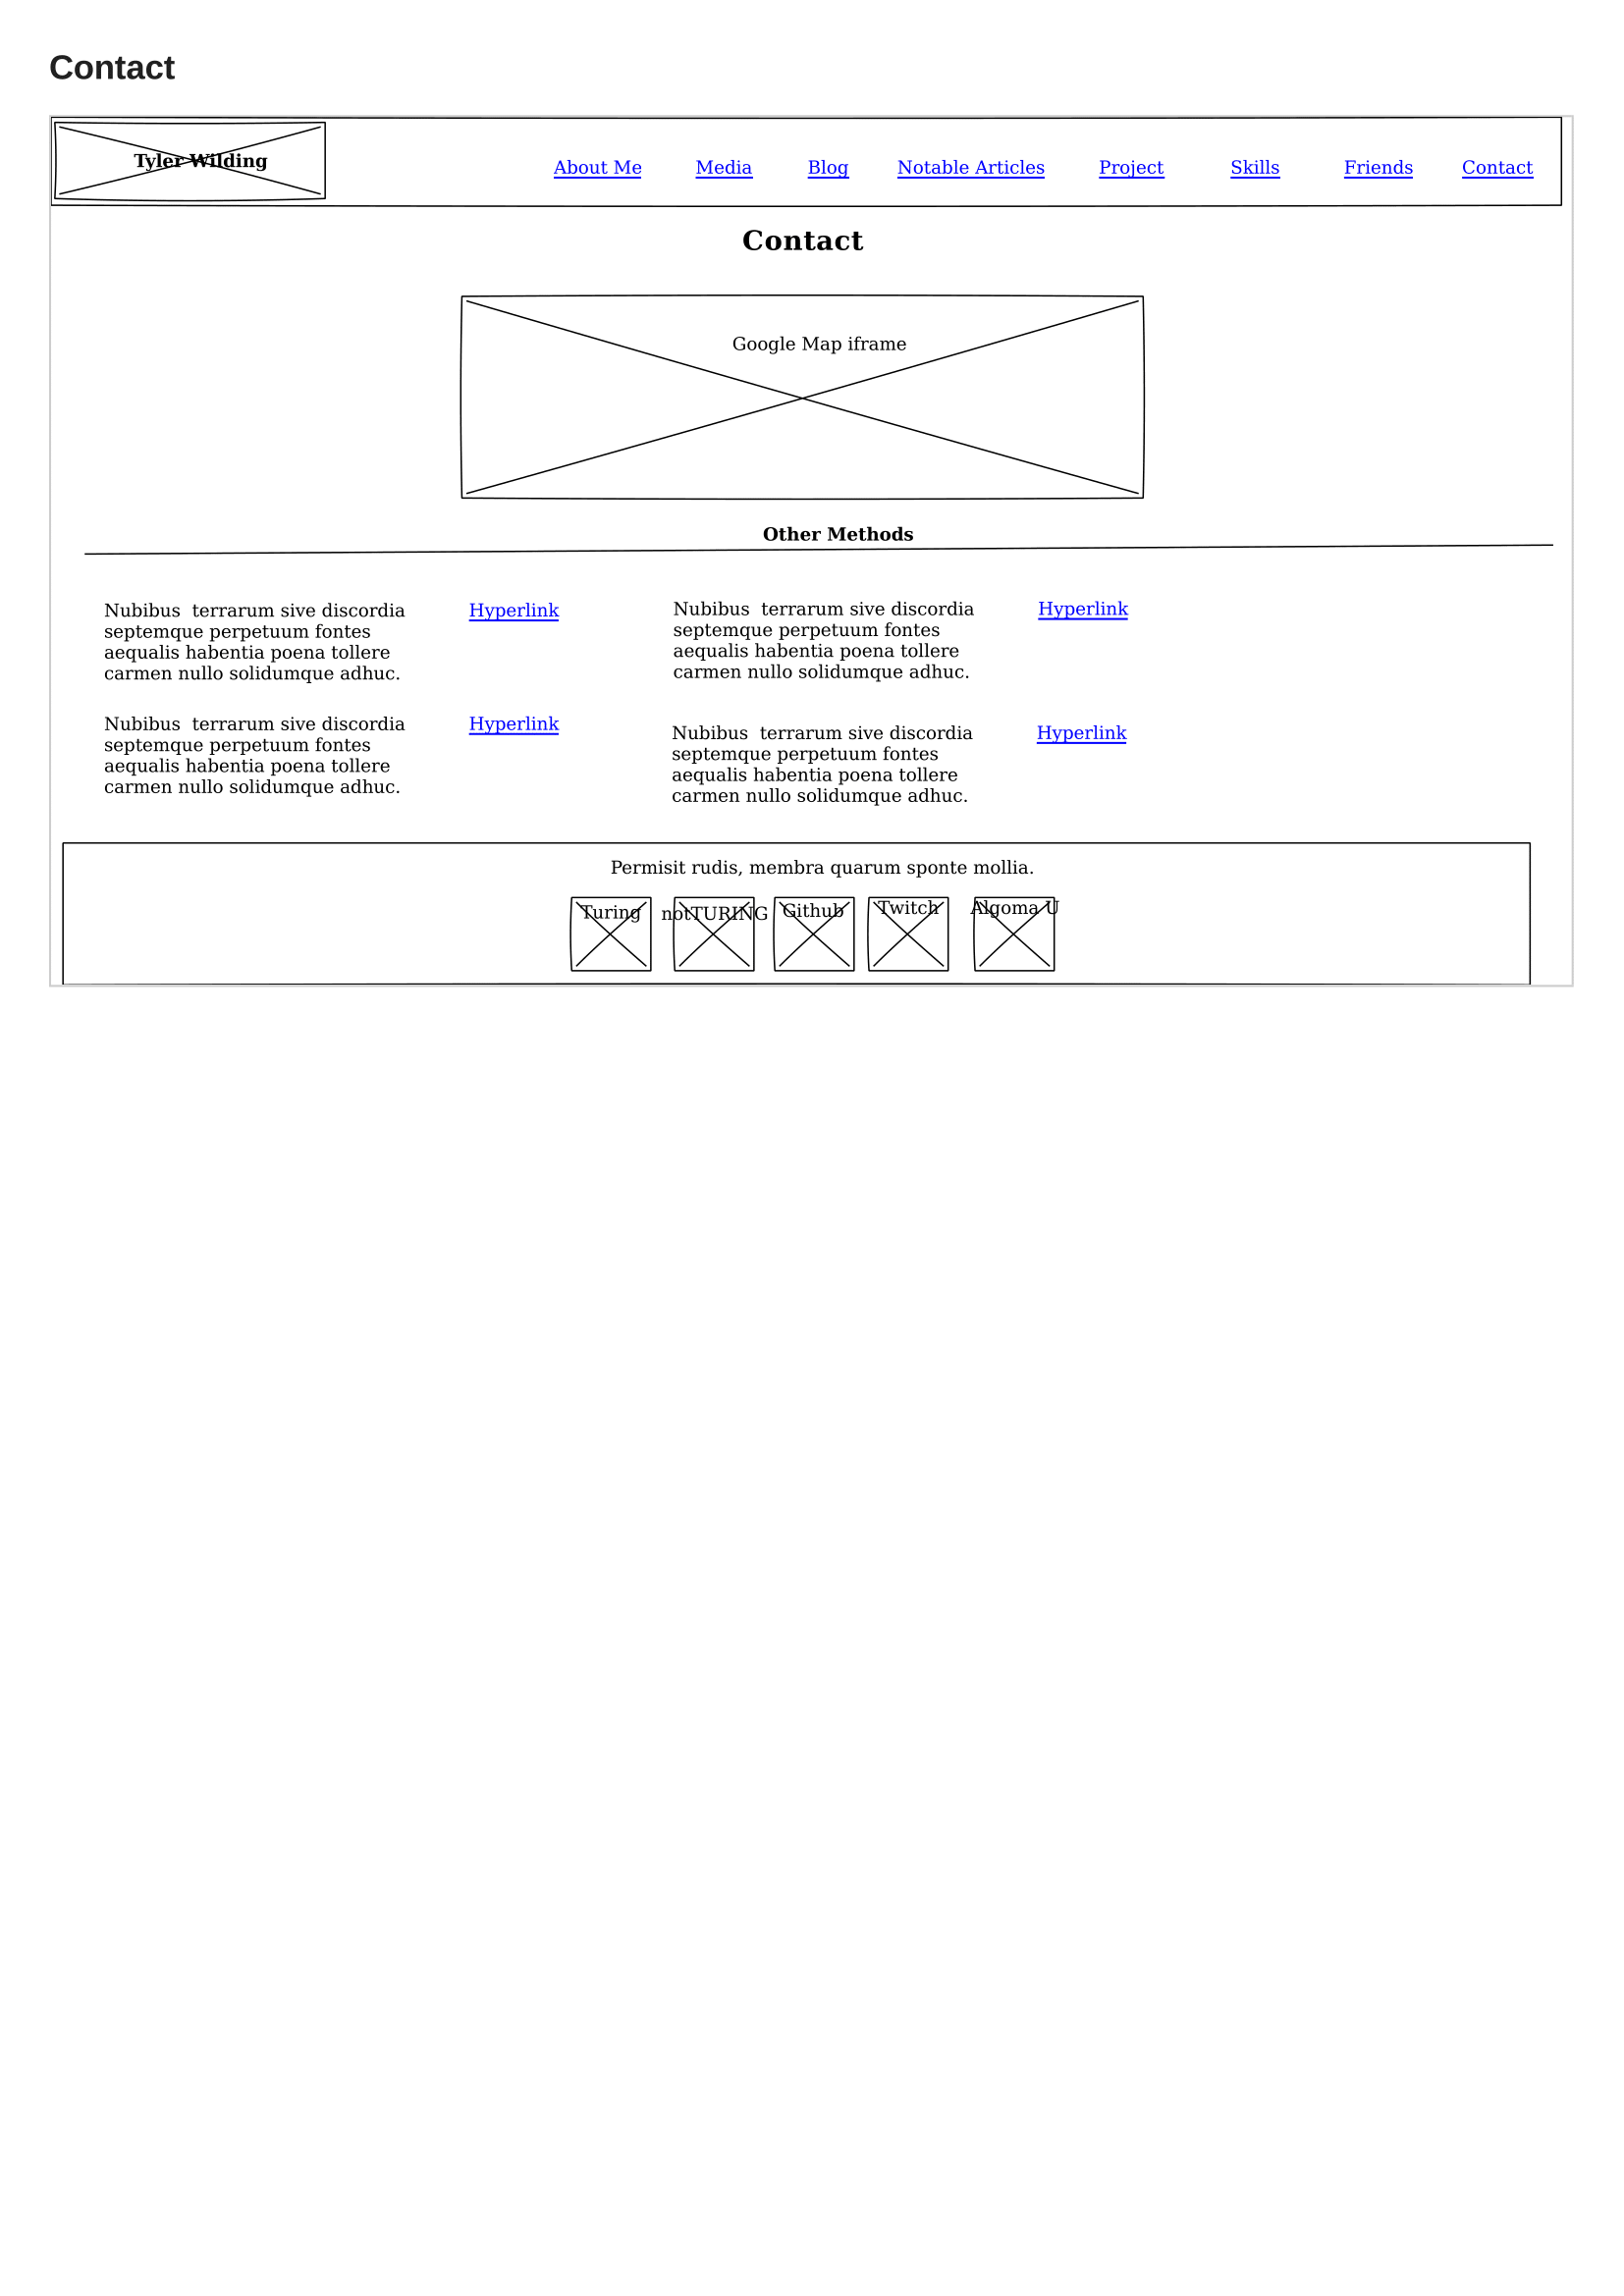 Contact
Tyler Wilding
About Me Media Blog Notable Articles Project Skills Friends Contact
Contact
Google Map iframe
Other Methods
Nubibus  terrarum sive discordia
septemque perpetuum fontes
aequalis habentia poena tollere
carmen nullo solidumque adhuc.
Hyperlink
Nubibus  terrarum sive discordia
septemque perpetuum fontes
aequalis habentia poena tollere
carmen nullo solidumque adhuc.
Hyperlink
Nubibus  terrarum sive discordia
septemque perpetuum fontes
aequalis habentia poena tollere
carmen nullo solidumque adhuc.
Hyperlink
Nubibus  terrarum sive discordia
septemque perpetuum fontes
aequalis habentia poena tollere
carmen nullo solidumque adhuc.
Hyperlink
Permisit rudis, membra quarum sponte mollia.
Turing notTURING Github Twitch Algoma U